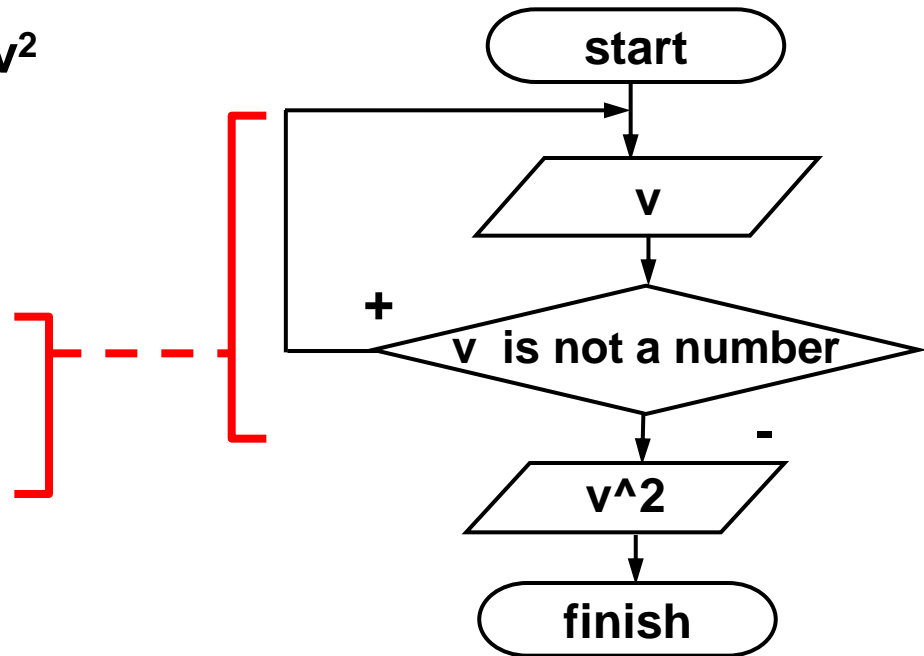 v²
start
v
+
v is not a number
-
v^2
finish